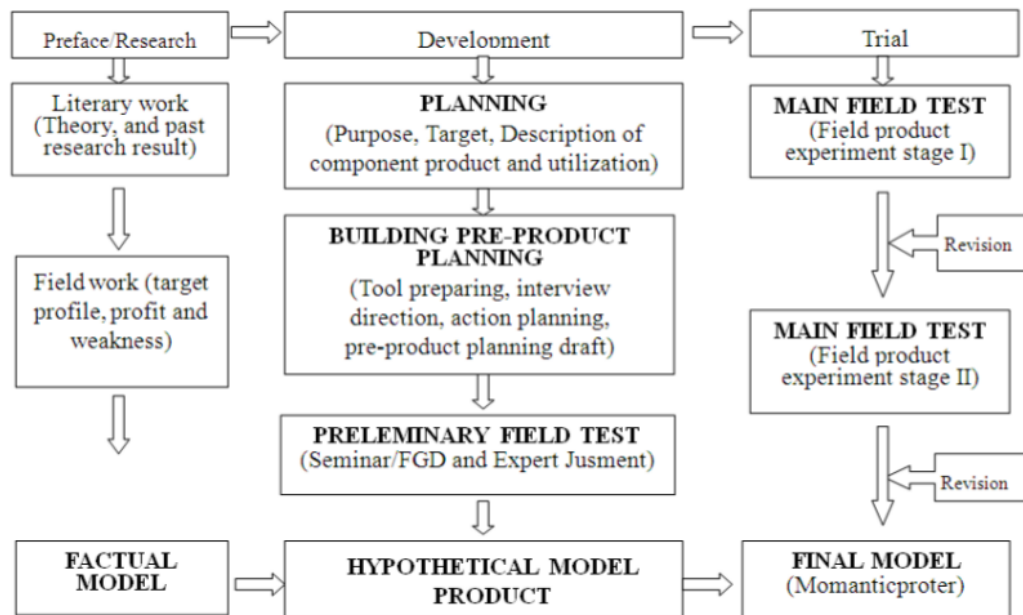 Preface/Research
Development
Trial
Literary work
(Theory, and past
research result)
Field work (target
profile, profit and
weakness)
FACTUAL
MODEL
PLANNING
(Purpose, Target, Description of
component product and utilization)
BUILDING PRE-PRODUCT
PLANNING
(Tool preparing, interview
direction, action planning,
pre-product planning draft)
PRELEMINARY FIELD TEST
(Seminar/FGD and Expert Jusment)
HYPOTHETICAL MODEL
PRODUCT
MAIN FIELD TEST
(Field product
experiment stage I)
Revision
MAIN FIELD TEST
(Field product
experiment stage II)
Revision
FINAL MODEL
(Momanticproter)